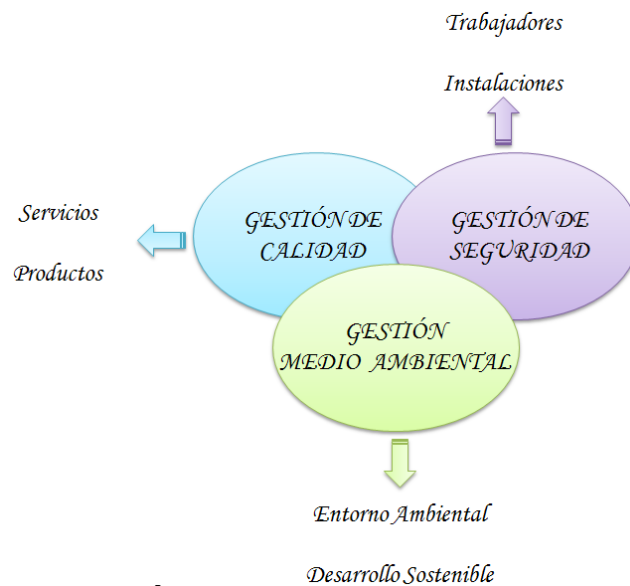 Trabajadores
Instalaciones
Servicios
Productos
GESTIÓN DE
CALIDAD
GESTIÓN DE
SEGURIDAD
GESTIÓN
MEDIO AMBIENTAL
Entorno Ambiental
Desarrollo Sostenible